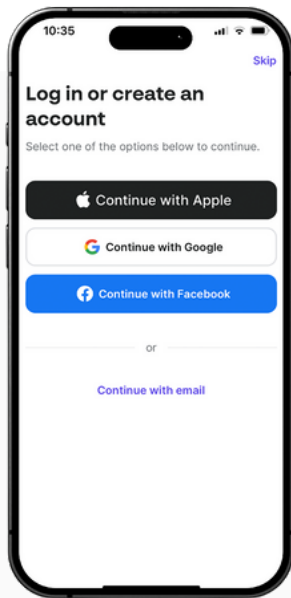 10:35
Skip
Log in or create an
account
Select one of the options below to continue.
Continue with Apple
Continue with Google
Continue with Facebook
or
Continue with email